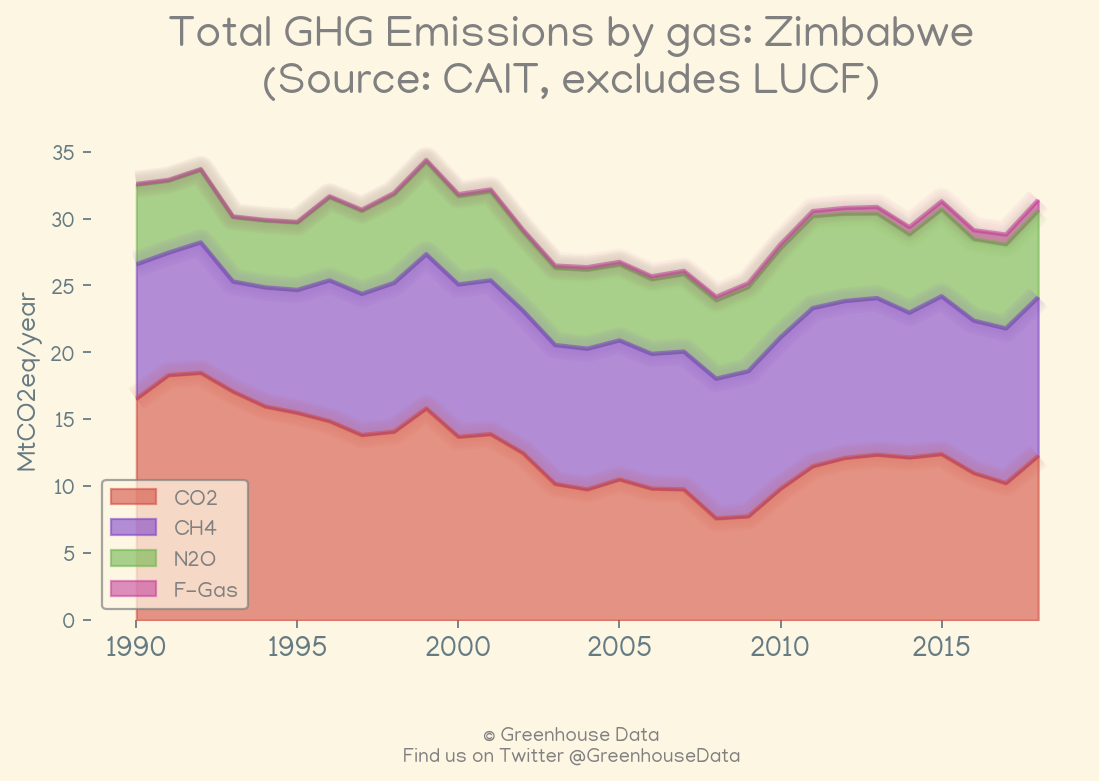 Total GHG Emissions by gas: Zimbabwe
(Source: CAIT, excludes LUCF)
MtCO2eq/year
35
30
25
20
15
10
5
0
CO2
CH4
N2O
F-Gas
1990
1995
2000
2005
2010
2015
© Greenhouse Data
Find us on Twitter @GreenhouseData